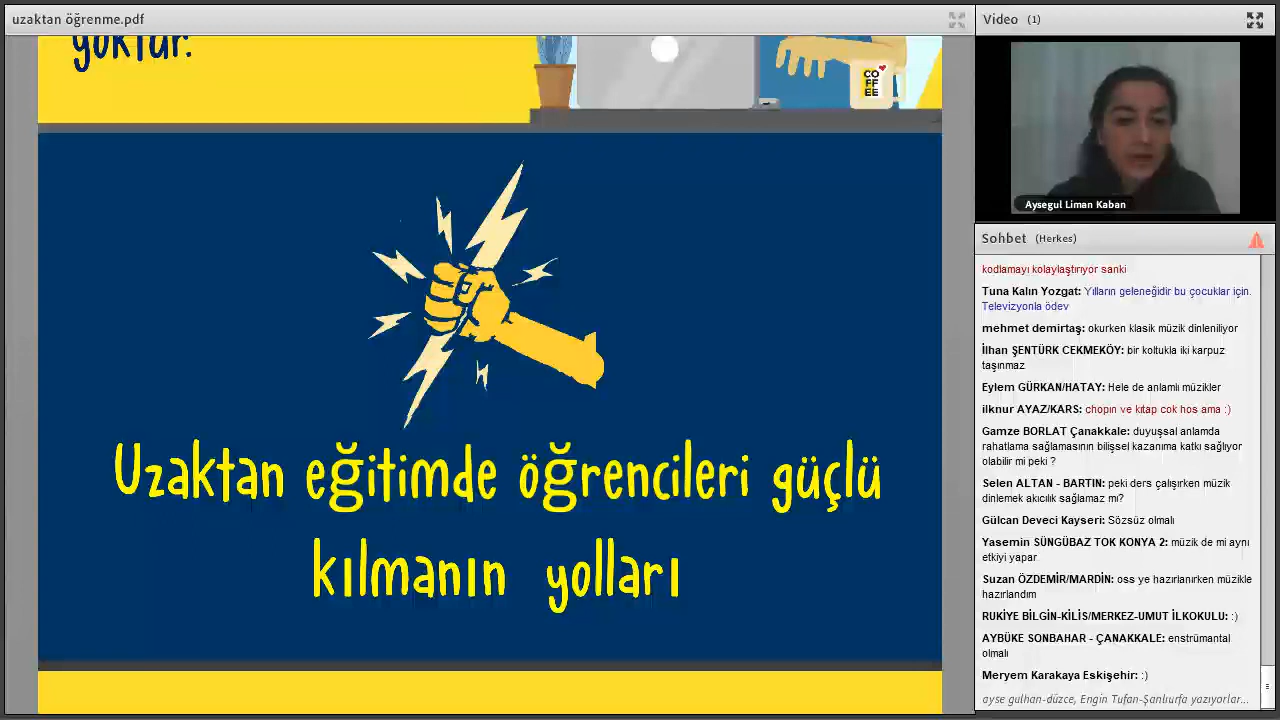 uzaktan öğrenme.pdf
yoktur.
CO
FF
EE
Uzaktan eğitimde öğrencileri güçlü
kılmanın yolları
Video (1)
Aysegul Liman Kaban
Sohbet (Herkes)
kodlamayı kolaylaştırıyor sanki
Tuna Kalın Yozgat: Yılların geleneğidir bu çocuklar için.
Televizyonla ödev
mehmet demirtaş: okurken klasik müzik dinleniliyor
İlhan ŞENTÜRK CEKMEKÖY: bir koltukla iki karpuz
taşınmaz
Eylem GÜRKAN/HATAY: Hele de anlamlı müzikler
ilknur AYAZ/KARS: chopın ve kıtap cok hos ama :)
Gamze BORLAT Çanakkale: duyuşsal anlamda
rahatlama sağlamasının bilişsel kazanıma katkı sağlıyor
olabilir mi peki ?
Selen ALTAN - BARTIN: peki ders çalışırken müzik
dinlemek akıcılık sağlamaz mı?
Gülcan Deveci Kayseri: Sözsüz olmalı
Yasemin SÜNGÜBAZ TOK KONYA 2: müzik de mi aynı
etkiyi yapar
Suzan ÖZDEMİR/MARDİN: oss ye hazırlanırken müzikle
hazırlandım
RUKİYE BİLGİN-KİLİS/MERKEZ-UMUT İLKOKULU: :)
AYBÜKE SONBAHAR - ÇANAKKALE: enstrümantal
olmalı
Meryem Karakaya Eskişehir: :)
ayse gulhan-düzce, Engin Tufan-Şanlıurfa yazıyorlar...